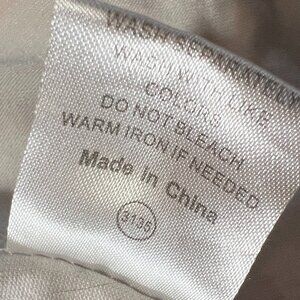 WASH SEPARATELY
WASH WITH LIKE
COLORS
DO NOT BLEACH
WARM IRON IF NEEDED
Made in China
3135